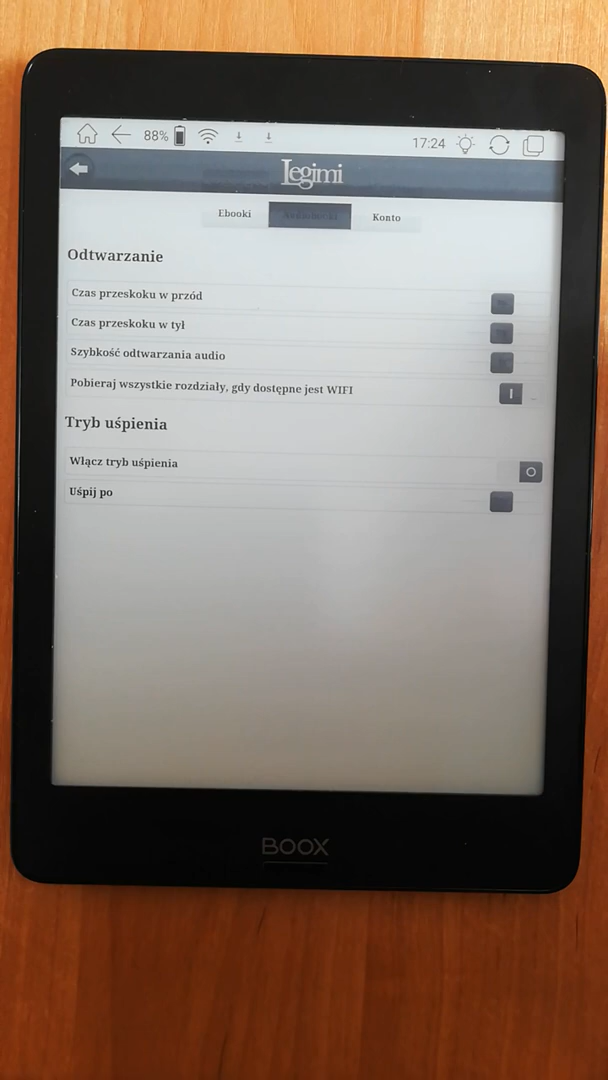 88%
17:24
Legimi
Ebooki
Konto
Odtwarzanie
Czas przeskoku w przód
Czas przeskoku w tył
Szybkość odtwarzania audio
Pobieraj wszystkie rozdziały, gdy dostępne jest WIFI
Tryb uśpienia
Włącz tryb uśpienia
Uśpij po
BOOX